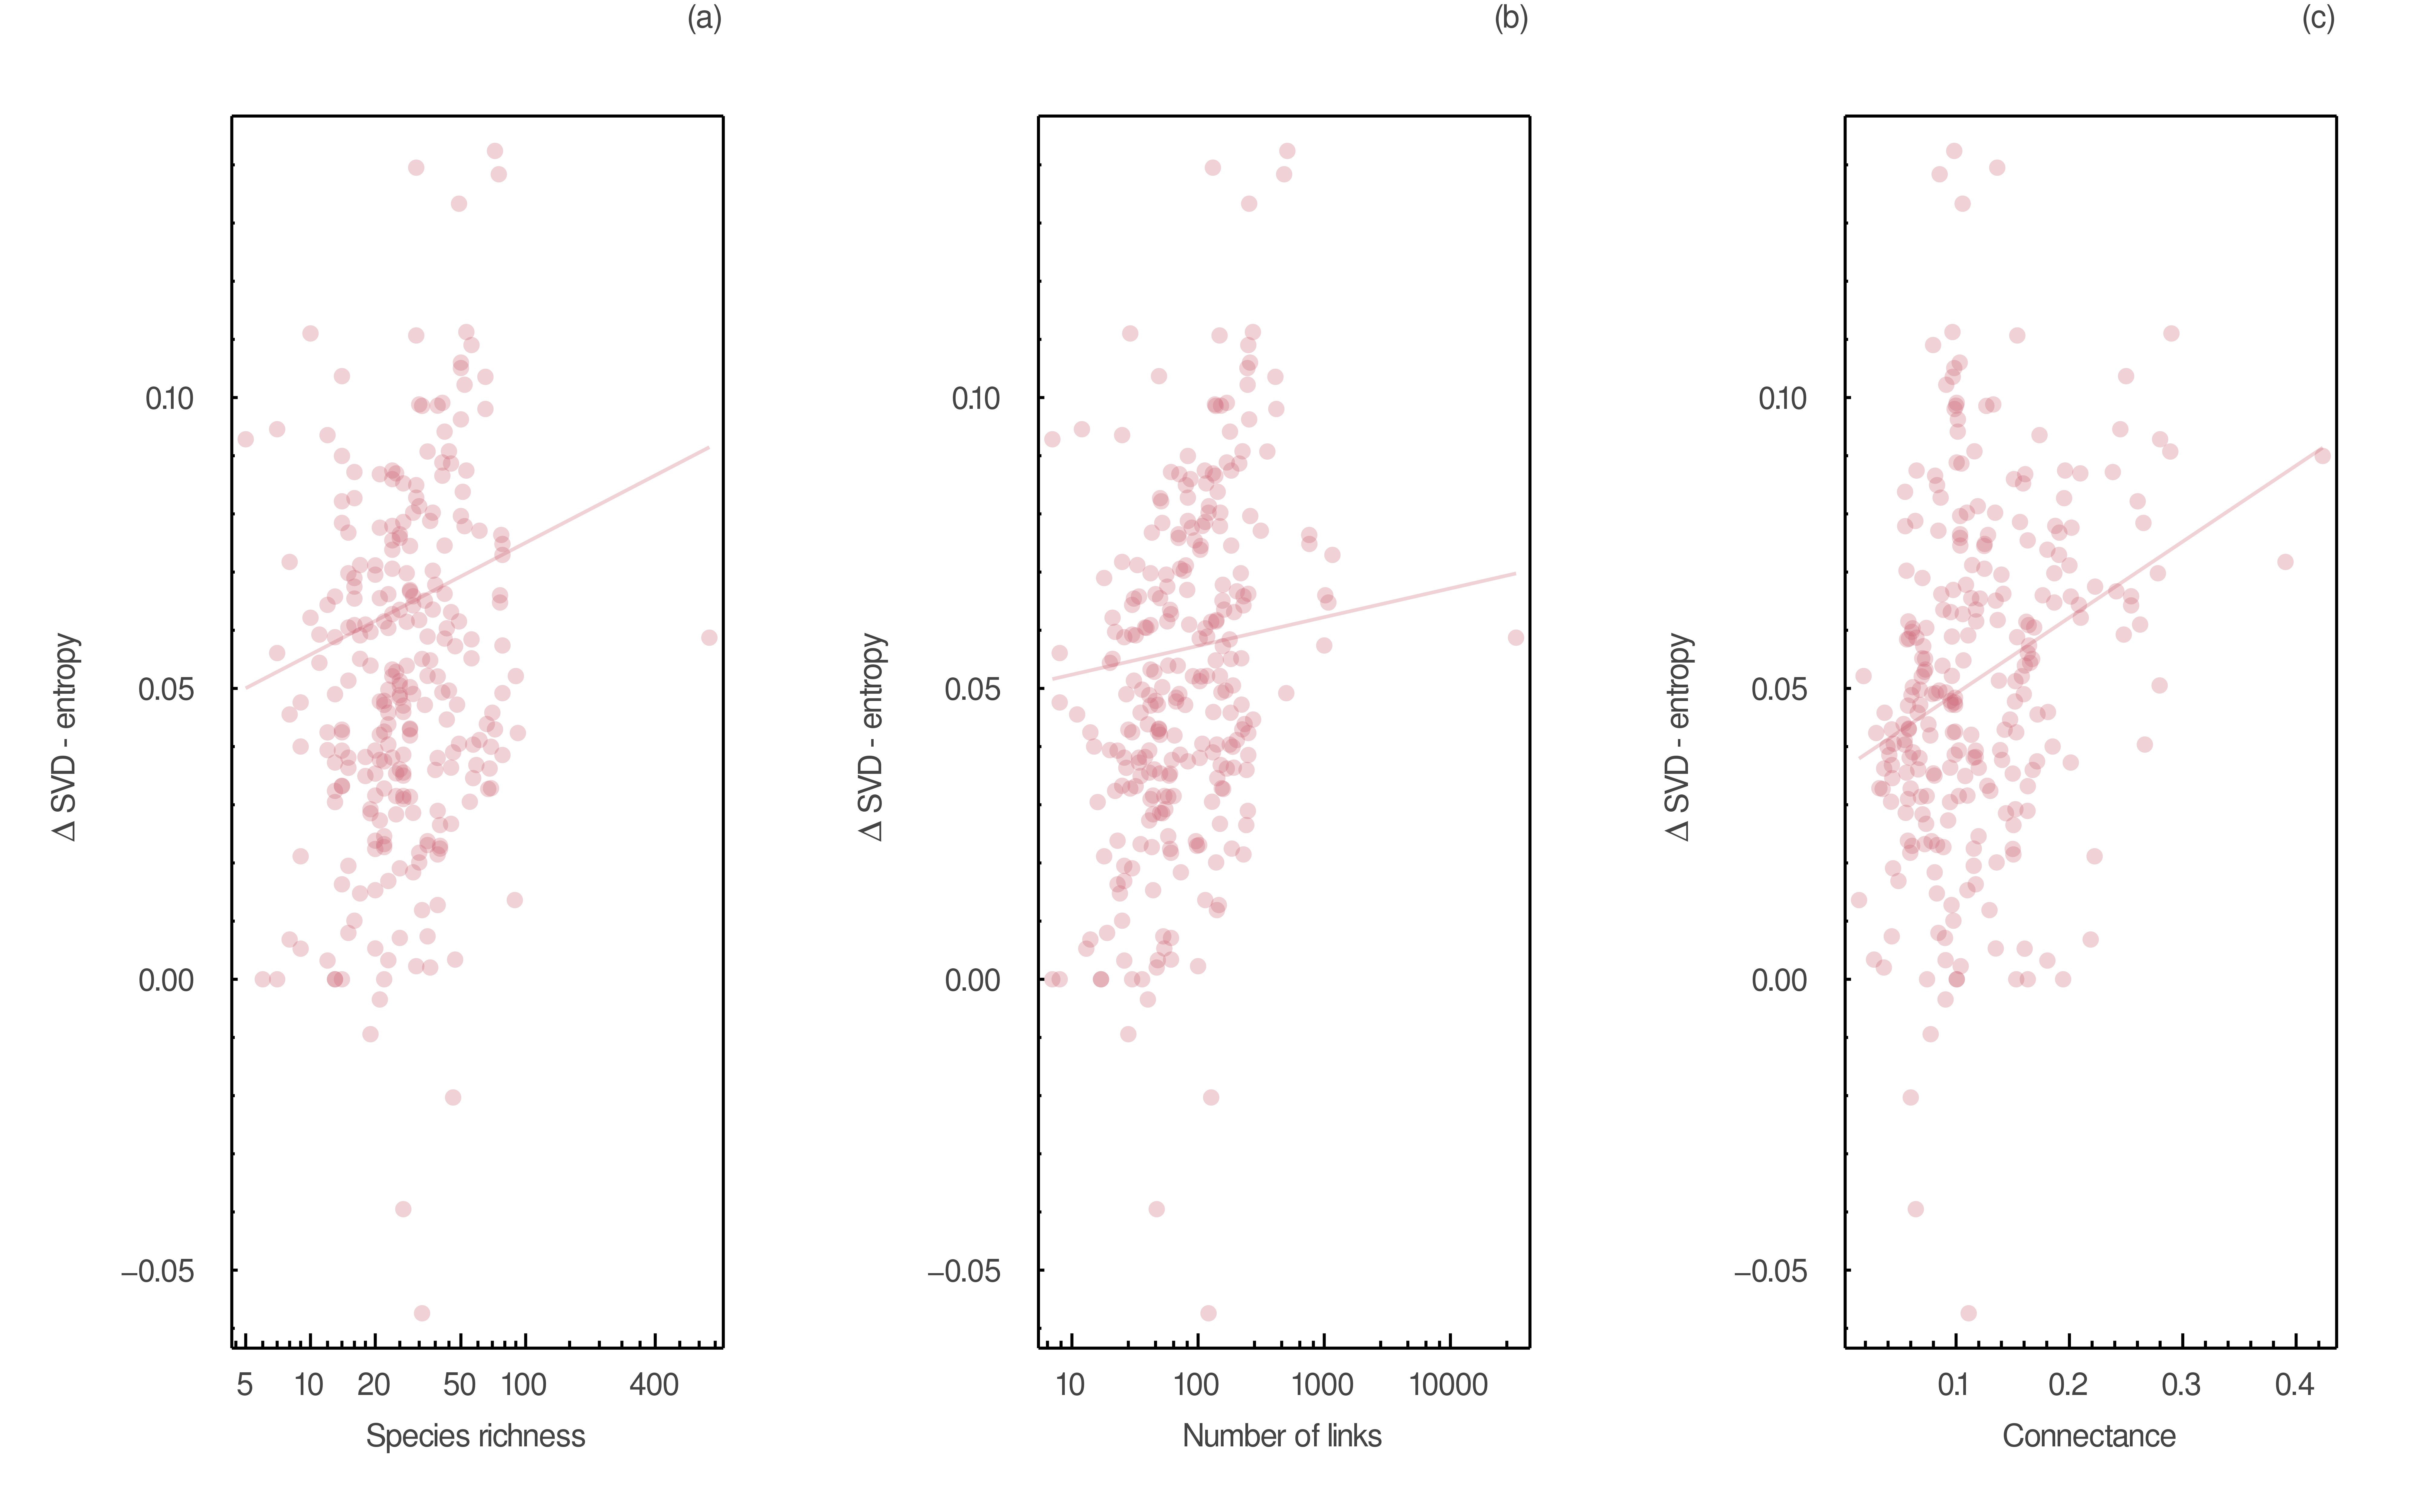 (a)
(b)
(c)
Δ SVD - entropy
0.10
0.05
0.00
−0.05
5 10 20 50 100 400
Species richness
Δ SVD - entropy
0.10
0.05
0.00
−0.05
10 100 1000 10000
Number of links
Δ SVD - entropy
0.10
0.05
0.00
−0.05
0.1 0.2 0.3 0.4
Connectance